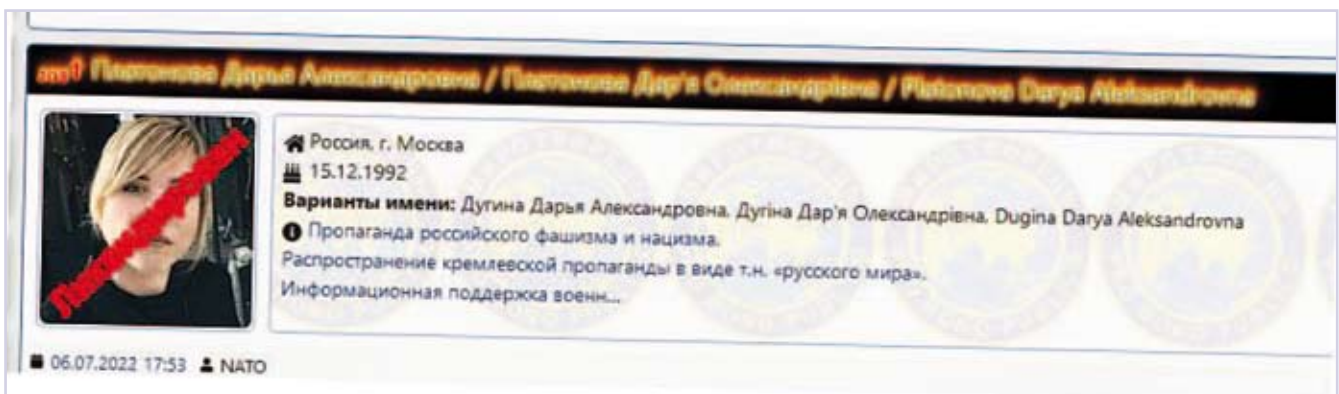 Платонова Дарья Александровна / Платонова Дар'я Олександрівна / Platonova Darya Aleksandrovna
Россия, г. Москва
15.12.1992
Варианты имени: Дугина Дарья Александровна, Дугіна Дар'я Олександрівна, Dugina Darya Aleksandrovna
Пропаганда российского фашизма и нацизма.
Распространение кремлевской пропаганды в виде т.н. «русского мира».
Информационная поддержка военн...
06.07.2022 17:53 NATO